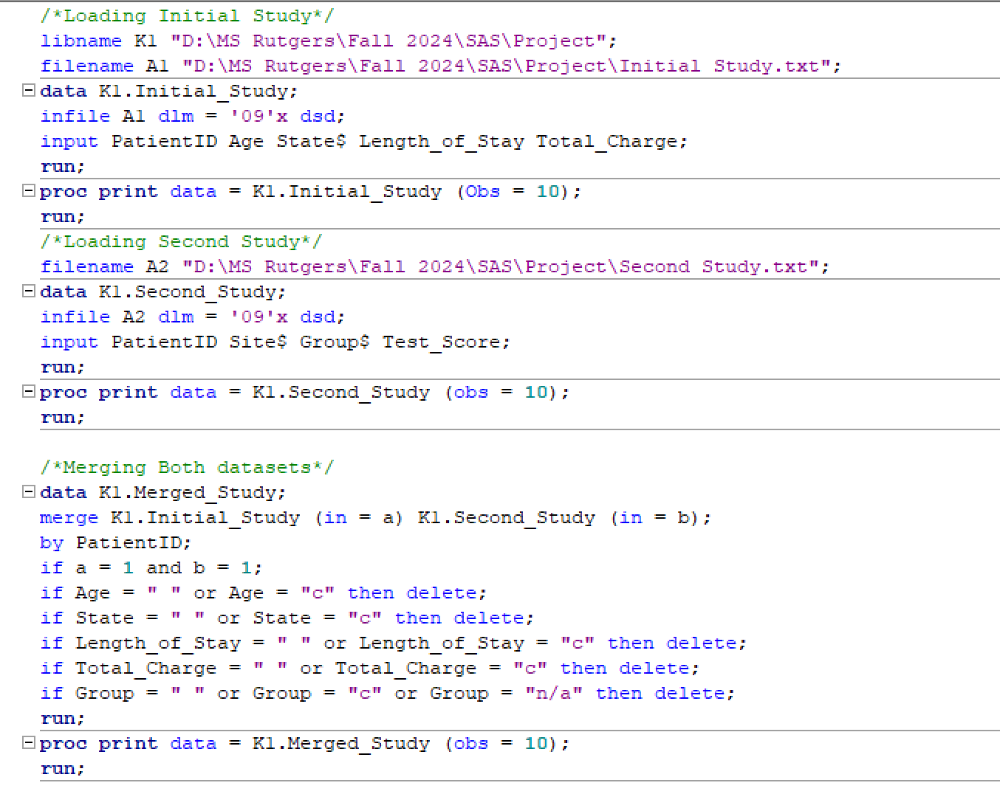 /*Loading Initial Study*/
libname K1 "D:\MS Rutgers\Fall 2024\SAS\Project";
filename A1 "D:\MS Rutgers\Fall 2024\SAS\Project\Initial Study.txt";
data K1.Initial_Study;
infile A1 dlm = '09'x dsd;
input PatientID Age State$ Length_of_Stay Total_Charge;
run;
proc print data = K1.Initial_Study (Obs = 10);
run;
/*Loading Second Study*/
filename A2 "D:\MS Rutgers\Fall 2024\SAS\Project\Second Study.txt";
data K1.Second_Study;
infile A2 dlm = '09'x dsd;
input PatientID Site$ Group$ Test_Score;
run;
proc print data = K1.Second_Study (obs = 10);
run;
/*Merging Both datasets*/
data K1.Merged_Study;
merge K1.Initial_Study (in = a) K1.Second_Study (in = b);
by PatientID;
if a = 1 and b = 1;
if Age = " " or Age = "c" then delete;
if State = " " or State = "c" then delete;
if Length_of_Stay = " " or Length_of_Stay = "c" then delete;
if Total_Charge = " " or Total_Charge = "c" then delete;
if Group = " " or Group = "c" or Group = "n/a" then delete;
run;
proc print data = K1.Merged_Study (obs = 10);
run;